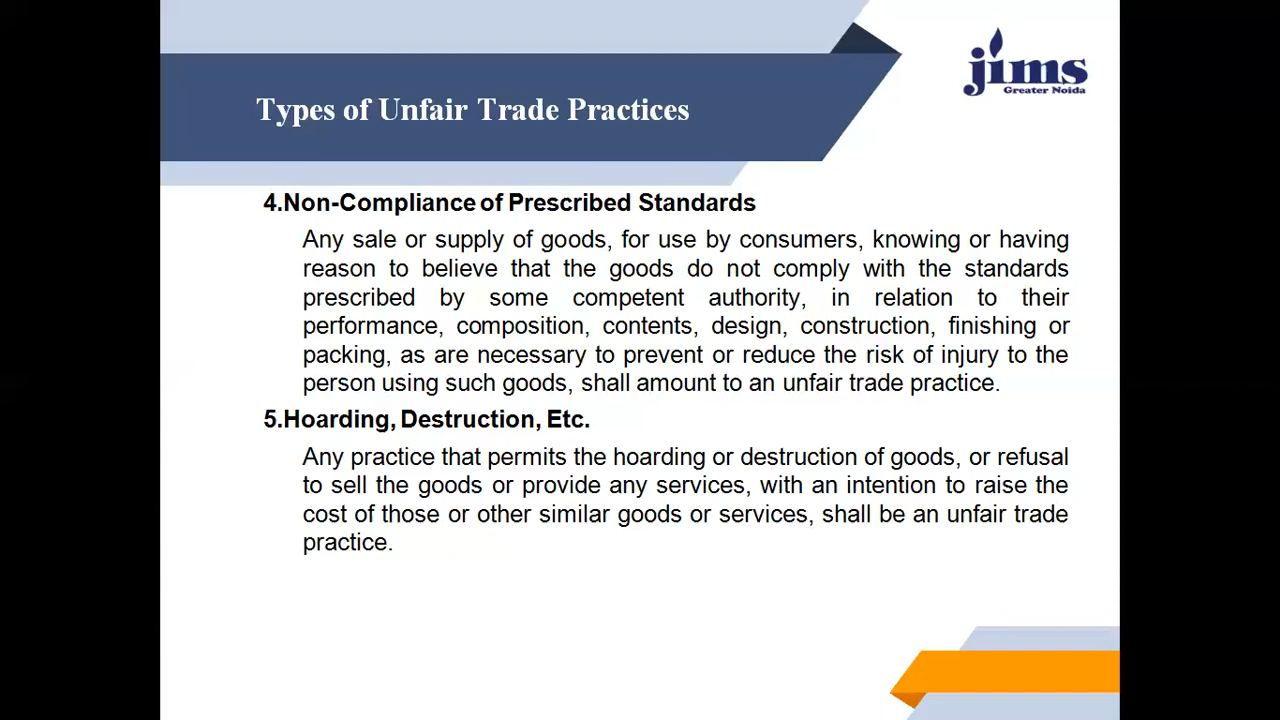 jims
Greater Noida
Types of Unfair Trade Practices
4.Non-Compliance of Prescribed Standards
Any sale or supply of goods, for use by consumers, knowing or having
reason to believe that the goods do not comply with the standards
prescribed by some competent authority, in relation to their
performance, composition, contents, design, construction, finishing or
packing, as are necessary to prevent or reduce the risk of injury to the
person using such goods, shall amount to an unfair trade practice.
5.Hoarding, Destruction, Etc.
Any practice that permits the hoarding or destruction of goods, or refusal
to sell the goods or provide any services, with an intention to raise the
cost of those or other similar goods or services, shall be an unfair trade
practice.